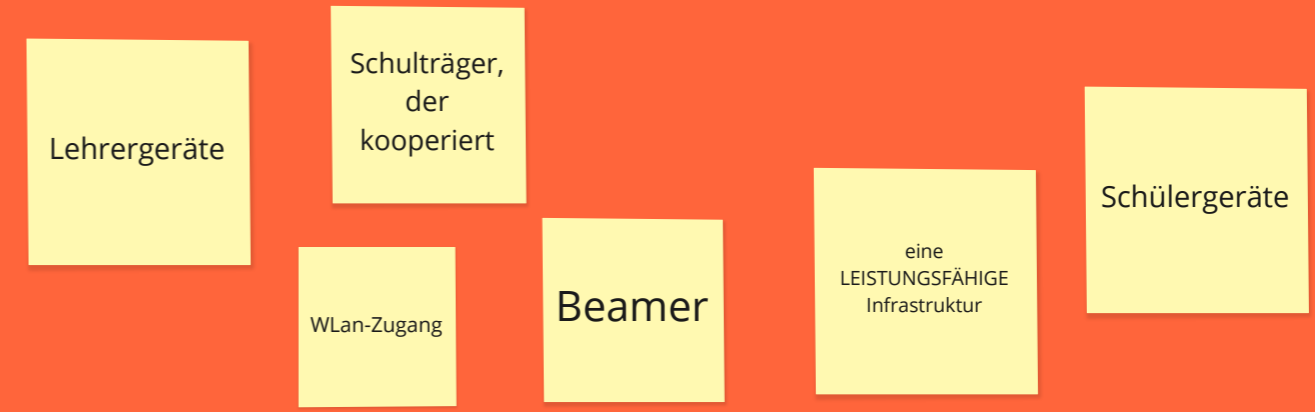 Lehrergeräte
Schulträger,
der
kooperiert
WLan-Zugang
Beamer
eine
LEISTUNGSFÄHIGE
Infrastruktur
Schülergeräte